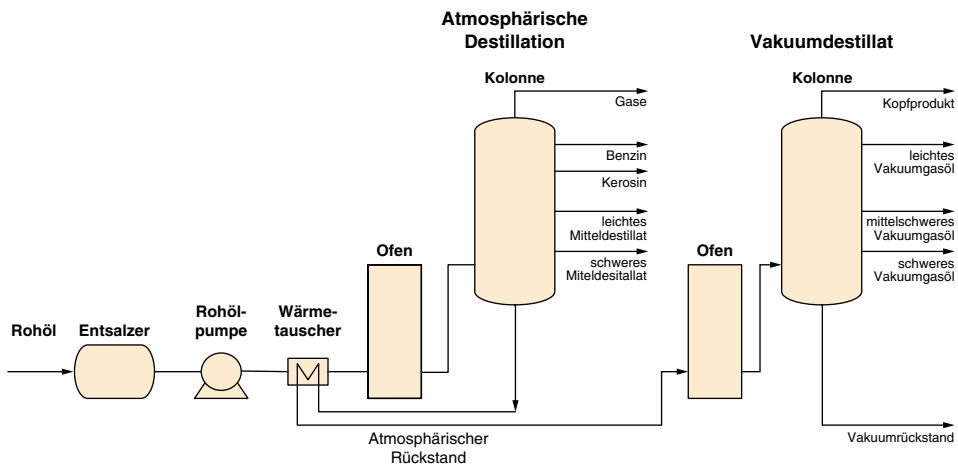 Atmosphärische
Destillation
Vakuumdestillat
Kolonne
Kolonne
Gase
Kopfprodukt
Benzin
leichtes
Vakuumgasöl
Kerosin
leichtes
Mitteldestillat
mittelschweres
Vakuumgasöl
Ofen
schweres
Miteldesitallat
Ofen
schweres
Vakuumgasöl
Rohöl
Entsalzer
Rohöl-
pumpe
Wärme-
tauscher
Atmosphärischer
Rückstand
Vakuumrückstand